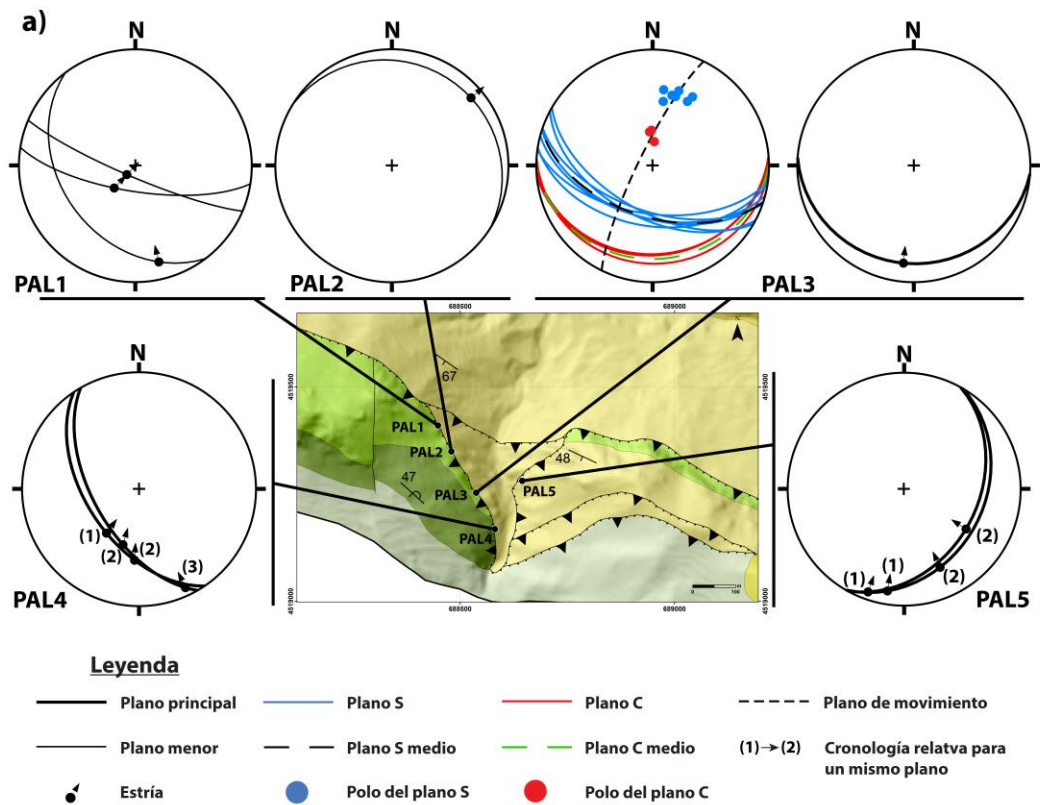 a)
N
N
N
N
PAL1
PAL2
PAL3
688500
689000
N
4519500
67
PAL1
PAL2
48
47
PAL3
PAL5
PAL4
4519000
688500
689000
N
(1)
(2)
(2)
(3)
PAL4
N
(1)
(1)
(2)
(2)
PAL5
Leyenda
Plano principal
Plano S
Plano C
Plano de movimiento
Plano menor
Plano S medio
Plano C medio
(1)→(2) Cronología relatva para
un mismo plano
Estría
Polo del plano S
Polo del plano C